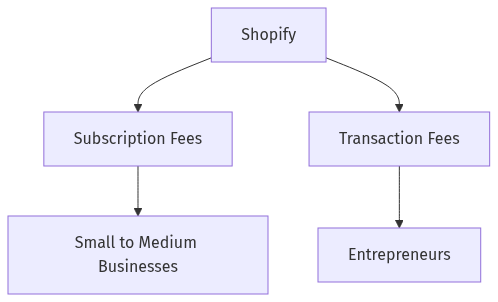 Shopify
Subscription Fees
Transaction Fees
Small to Medium
Businesses
Entrepreneurs